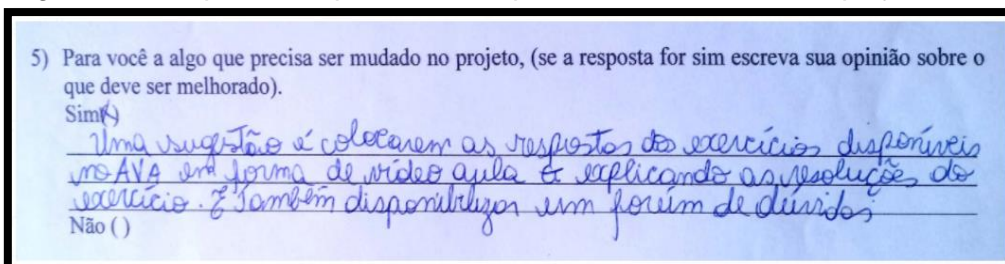 5) Para você a algo que precisa ser mudado no projeto, (se a resposta for sim escreva sua opinião sobre o
que deve ser melhorado).
Sim(X)
Uma sugestão é colocarem as respostas dos exercícios disponíveis
no AVA em forma de vídeo aula explicando as resoluções do
exercício. E também disponibilizar um forúm de dúvidas
Não ( )